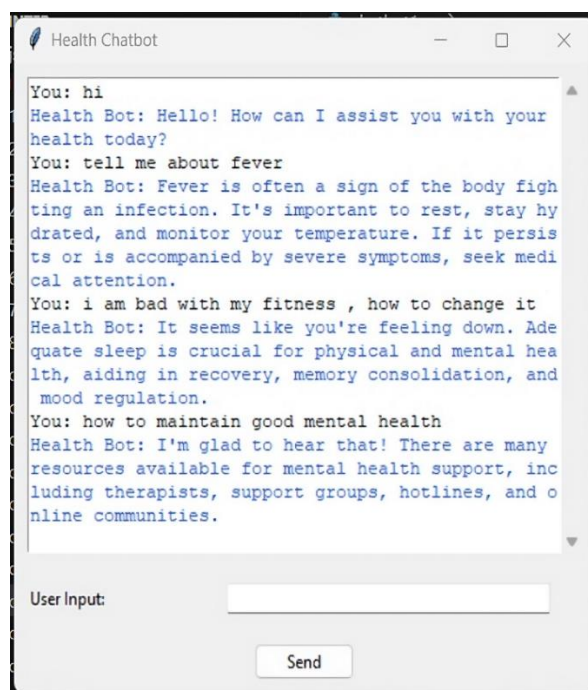 Health Chatbot
You: hi
Health Bot: Hello! How can I assist you with your
health today?
You: tell me about fever
Health Bot: Fever is often a sign of the body figh
ting an infection. It's important to rest, stay hy
drated, and monitor your temperature. If it persis
ts or is accompanied by severe symptoms, seek medi
cal attention.
You: i am bad with my fitness , how to change it
Health Bot: It seems like you're feeling down. Ade
quate sleep is crucial for physical and mental hea
lth, aiding in recovery, memory consolidation, and
mood regulation.
You: how to maintain good mental health
Health Bot: I'm glad to hear that! There are many
resources available for mental health support, inc
luding therapists, support groups, hotlines, and o
nline communities.
User Input:
Send